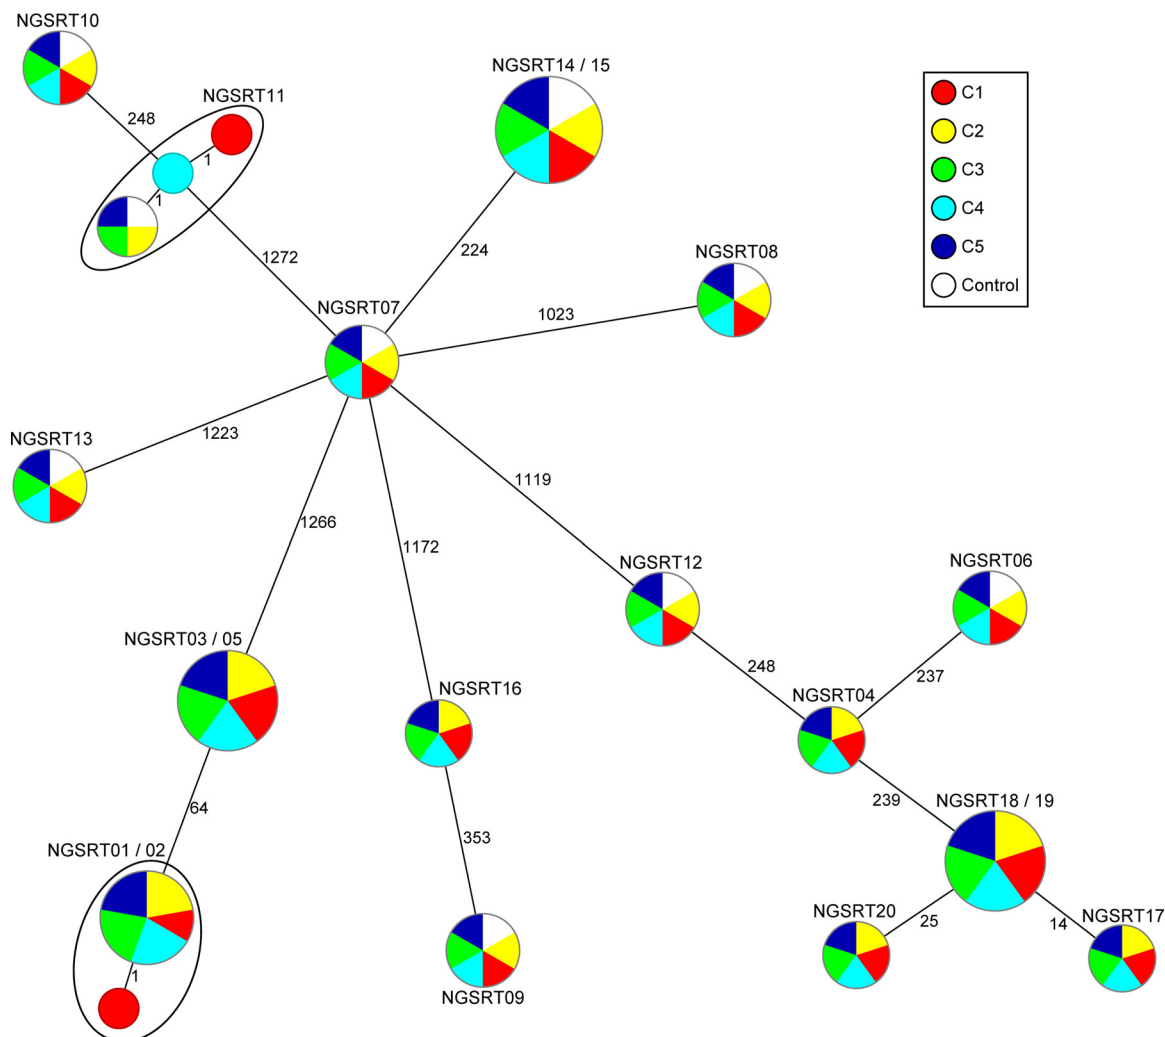 NGSRT10
NGSRT14 / 15
NGSRT11
C1
248
C2
1
C3
1
C4
C5
1272
224
NGSRT08
Control
NGSRT07
1023
NGSRT13
1223
1119
1266
1172
NGSRT12
NGSRT06
NGSRT03 / 05
248
237
NGSRT16
NGSRT04
239
NGSRT18 / 19
64
353
NGSRT01 / 02
NGSRT20
25
14
NGSRT17
1
NGSRT09